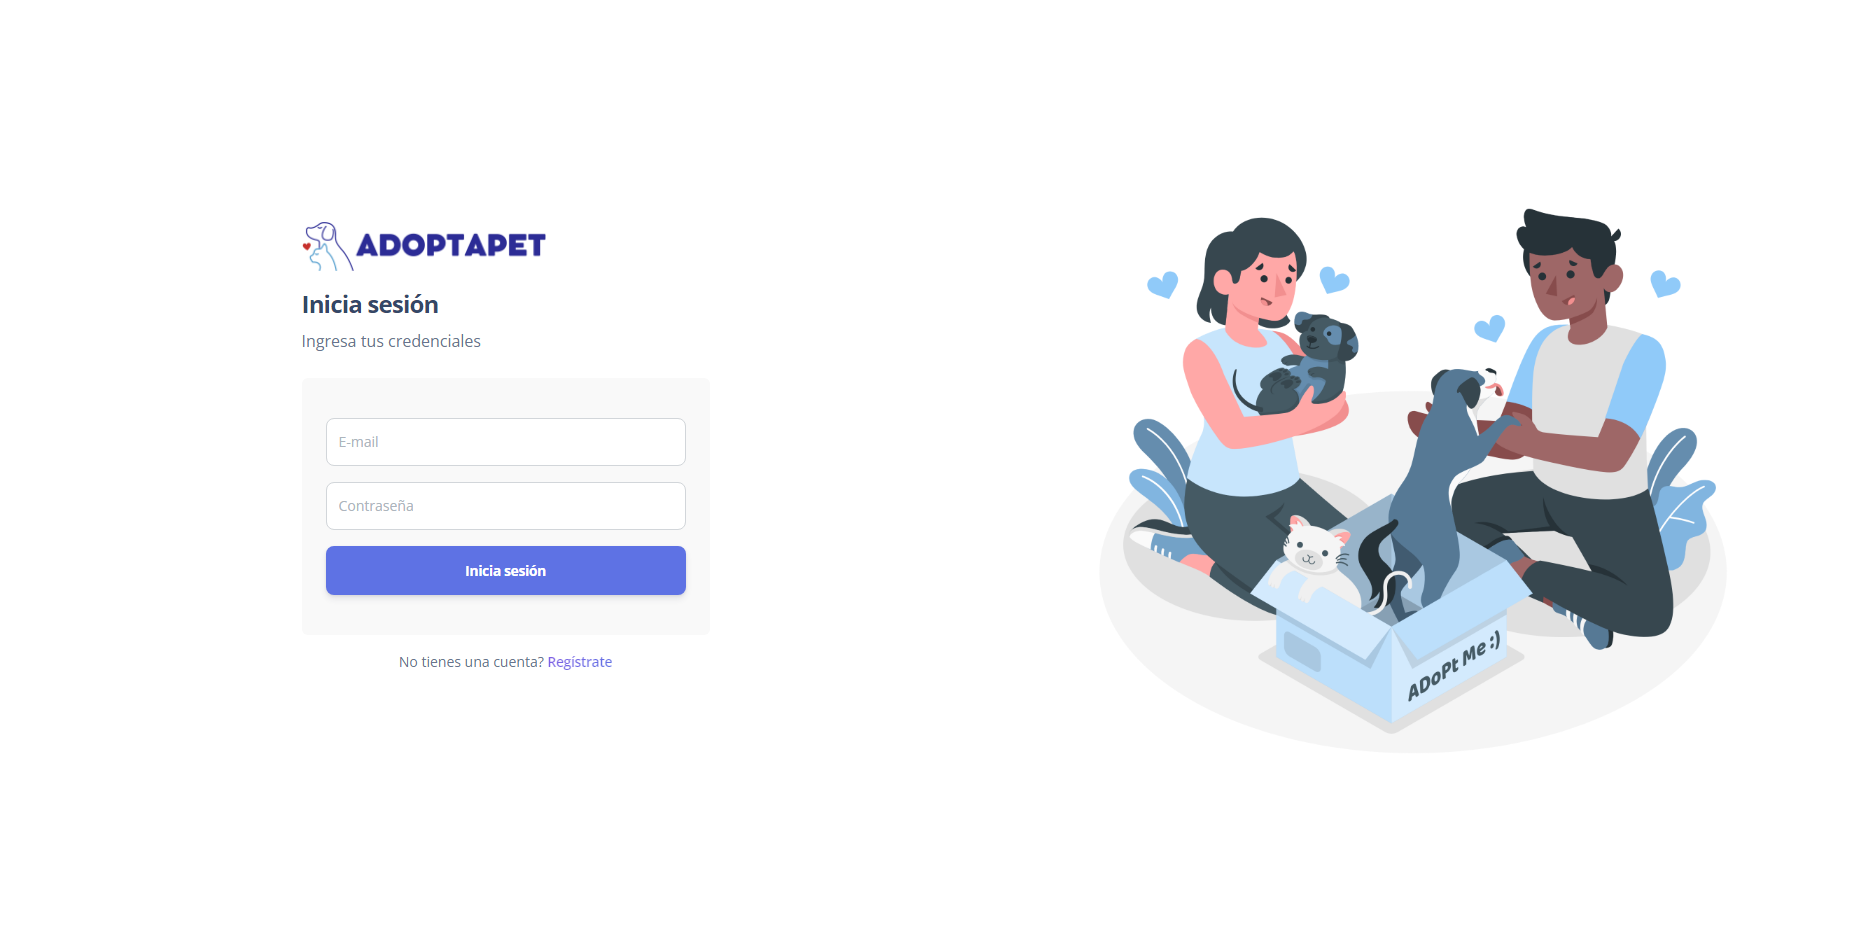 ADOPTAPET
Inicia sesión
Ingresa tus credenciales
E-mail
Contraseña
Inicia sesión
No tienes una cuenta? Regístrate
ADoPt Me :)